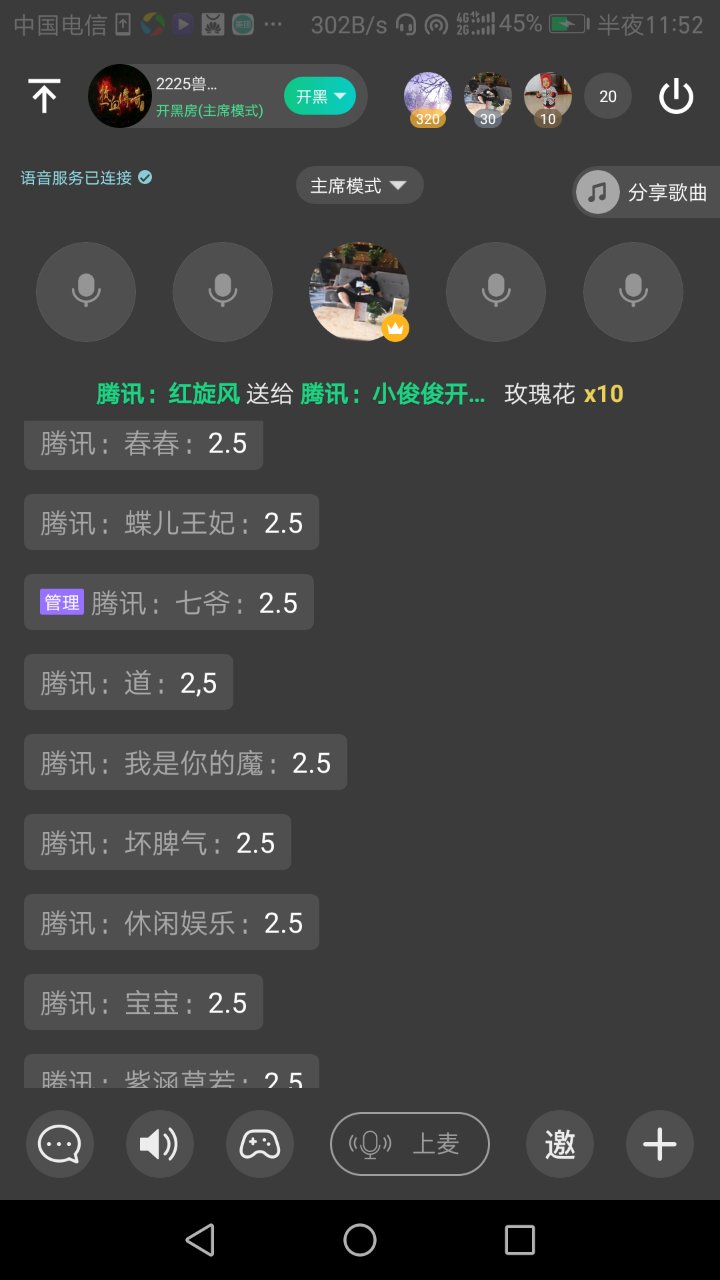 中国电信 ··· 302B/s 4G 2G 45% 半夜11:52
2225兽...
开黑房(主席模式)
开黑
320
30
10
20
语音服务已连接
主席模式
分享歌曲
腾讯：红旋风 送给 腾讯：小俊俊开... 玫瑰花 x10
腾讯：春春：2.5
腾讯：蝶儿王妃：2.5
管理 腾讯：七爷：2.5
腾讯：道：2,5
腾讯：我是你的魔：2.5
腾讯：坏脾气：2.5
腾讯：休闲娱乐：2.5
腾讯：宝宝：2.5
腾讯：紫涵莫若：2.5
上麦
邀